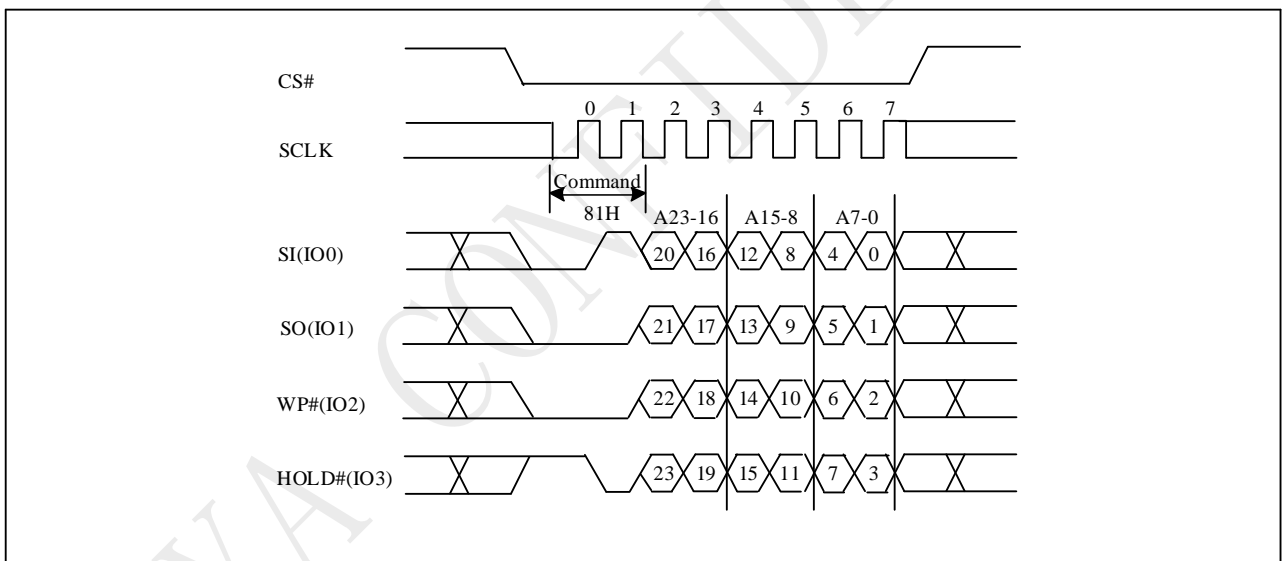 CS#
0 1 2 3 4 5 6 7
SCLK
Command
81H A23-16 A15-8 A7-0
SI(IO0) 20 16 12 8 4 0
SO(IO1) 21 17 13 9 5 1
WP#(IO2) 22 18 14 10 6 2
HOLD#(IO3) 23 19 15 11 7 3